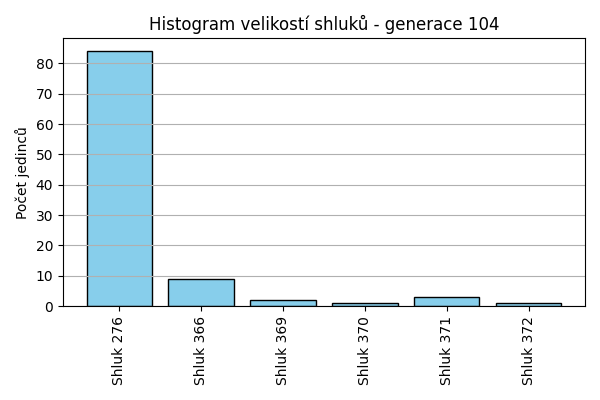 Histogram velikostí shluků - generace 104
Počet jedinců
80
70
60
50
40
30
20
10
0
Shluk 276
Shluk 366
Shluk 369
Shluk 370
Shluk 371
Shluk 372